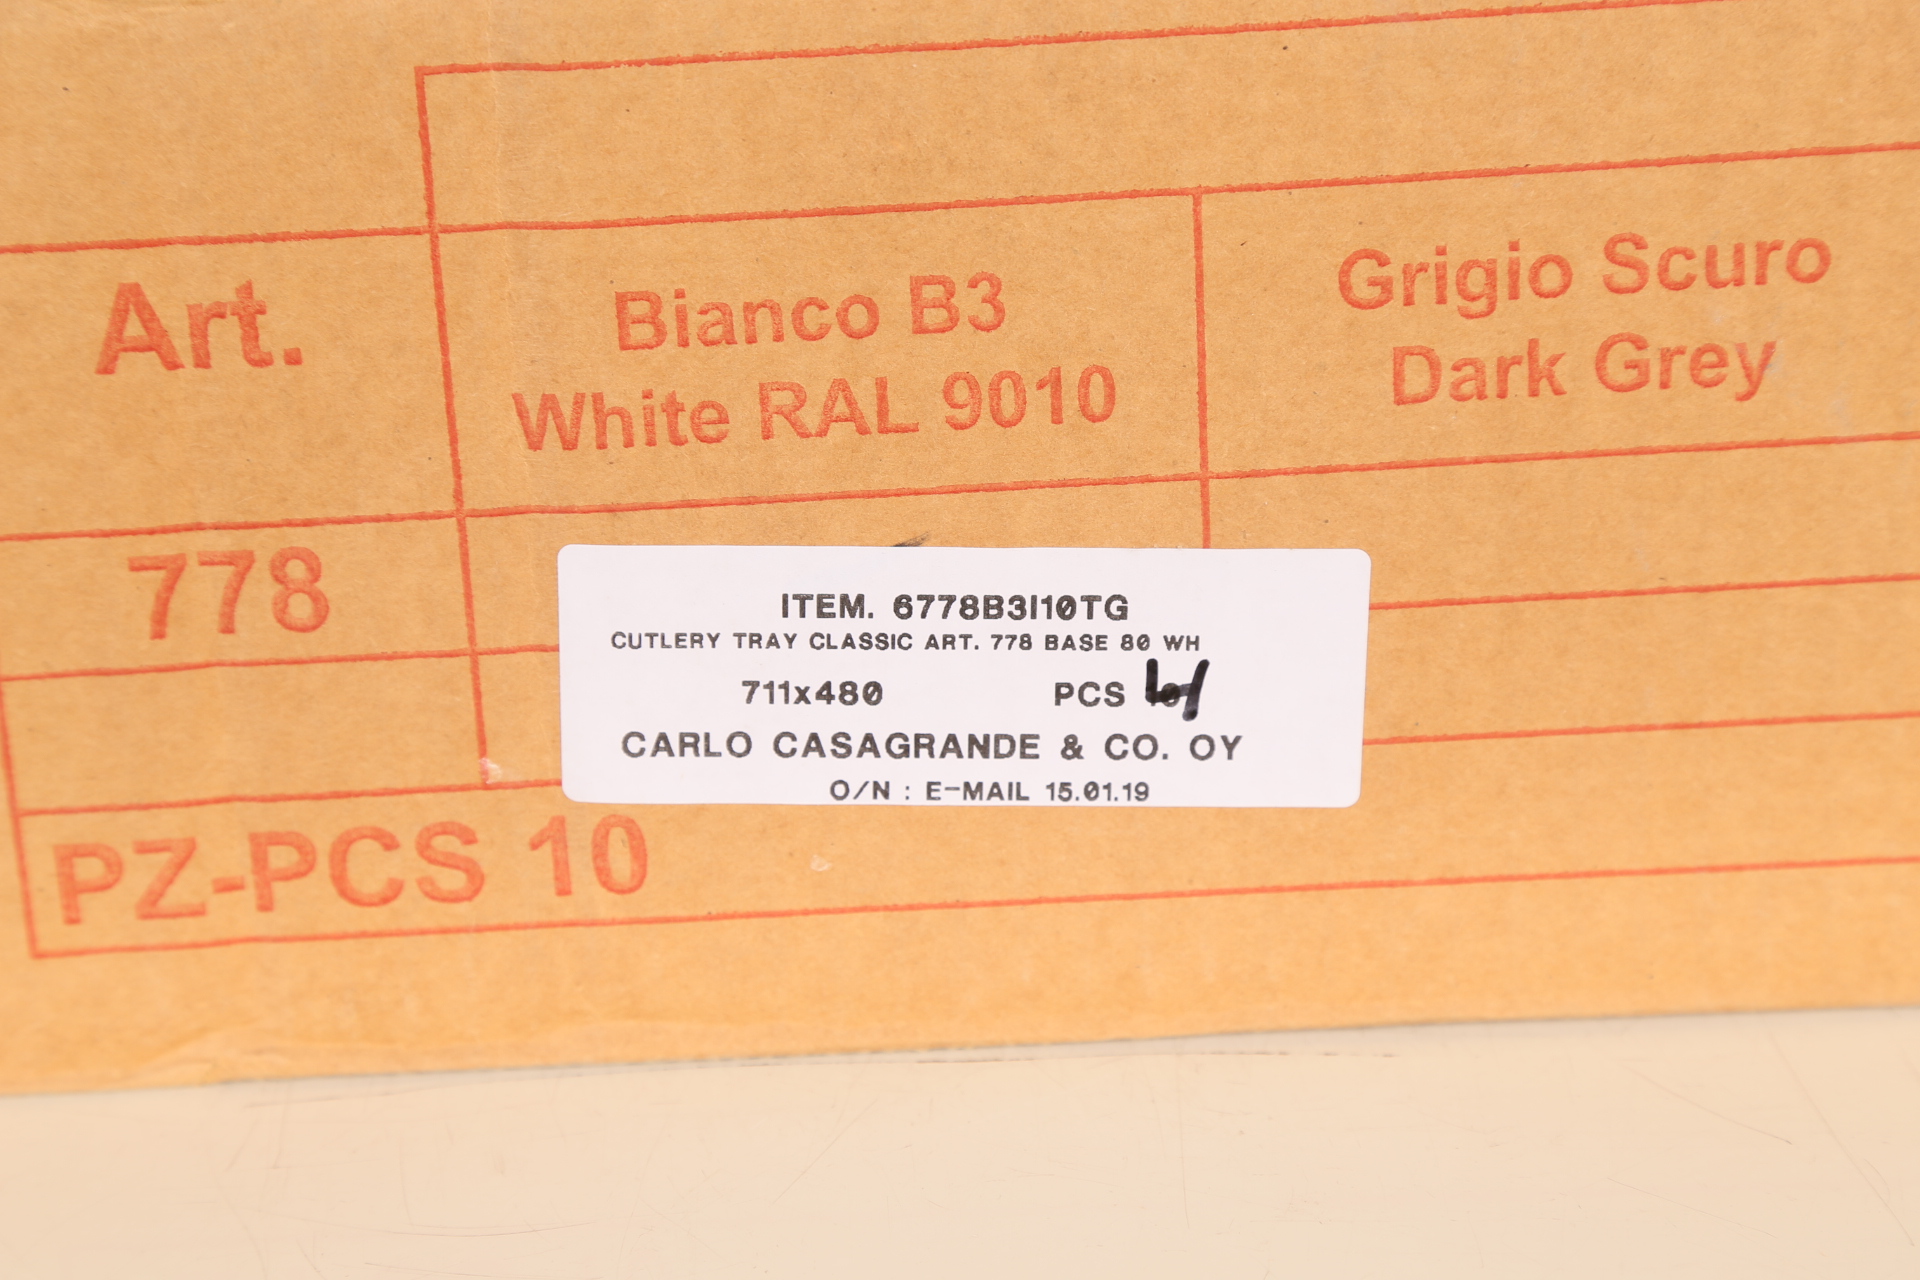 Art.
Bianco B3
White RAL 9010
Grigio Scuro
Dark Grey
778
ITEM. 6778B3I10TG
CUTLERY TRAY CLASSIC ART. 778 BASE 80 WH
711x480 PCS
CARLO CASAGRANDE & CO. OY
O/N : E-MAIL 15.01.19
PZ-PCS 10